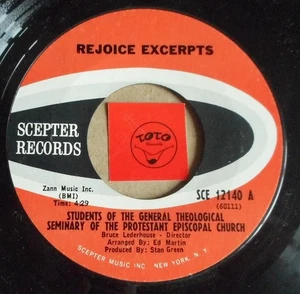 REJOICE EXCERPTS
SCEPTER
RECORDS
TOTO
Zann Music Inc.
(BMI)
Time: 4:29
SCE 12140 A
(60111)
STUDENTS OF THE GENERAL THEOLOGICAL
SEMINARY OF THE PROTESTANT EPISCOPAL CHURCH
Bruce Lederhouse - Director
Arranged By: Ed Martin
Produced By: Stan Green
SCEPTER MUSIC INC NEW YORK, N.Y.